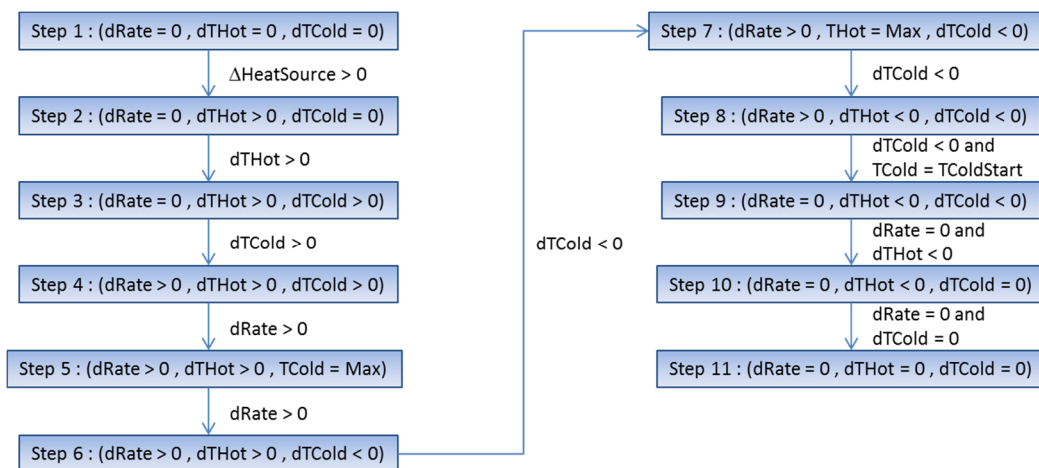 Step 1 : (dRate = 0 , dTHot = 0 , dTCold = 0)
ΔHeatSource > 0
Step 2 : (dRate = 0, dTHot > 0 , dTCold = 0)
dTHot > 0
Step 3 : (dRate = 0, dTHot > 0 , dTCold > 0)
dTCold > 0
Step 4 : (dRate > 0 , dTHot > 0 , dTCold > 0)
dRate > 0
Step 5 : (dRate > 0 , dTHot > 0 , TCold = Max)
dRate > 0
Step 6 : (dRate > 0 , dTHot > 0 , dTCold < 0)
dTCold < 0
Step 7 : (dRate > 0 , THot = Max , dTCold < 0)
dTCold < 0
Step 8 : (dRate > 0 , dTHot < 0 , dTCold < 0)
dTCold < 0 and
TCold = TColdStart
Step 9 : (dRate = 0, dTHot < 0 , dTCold < 0)
dRate = 0 and
dTHot < 0
Step 10 : (dRate = 0, dTHot < 0 , dTCold = 0)
dRate = 0 and
dTCold = 0
Step 11 : (dRate = 0, dTHot = 0 , dTCold = 0)